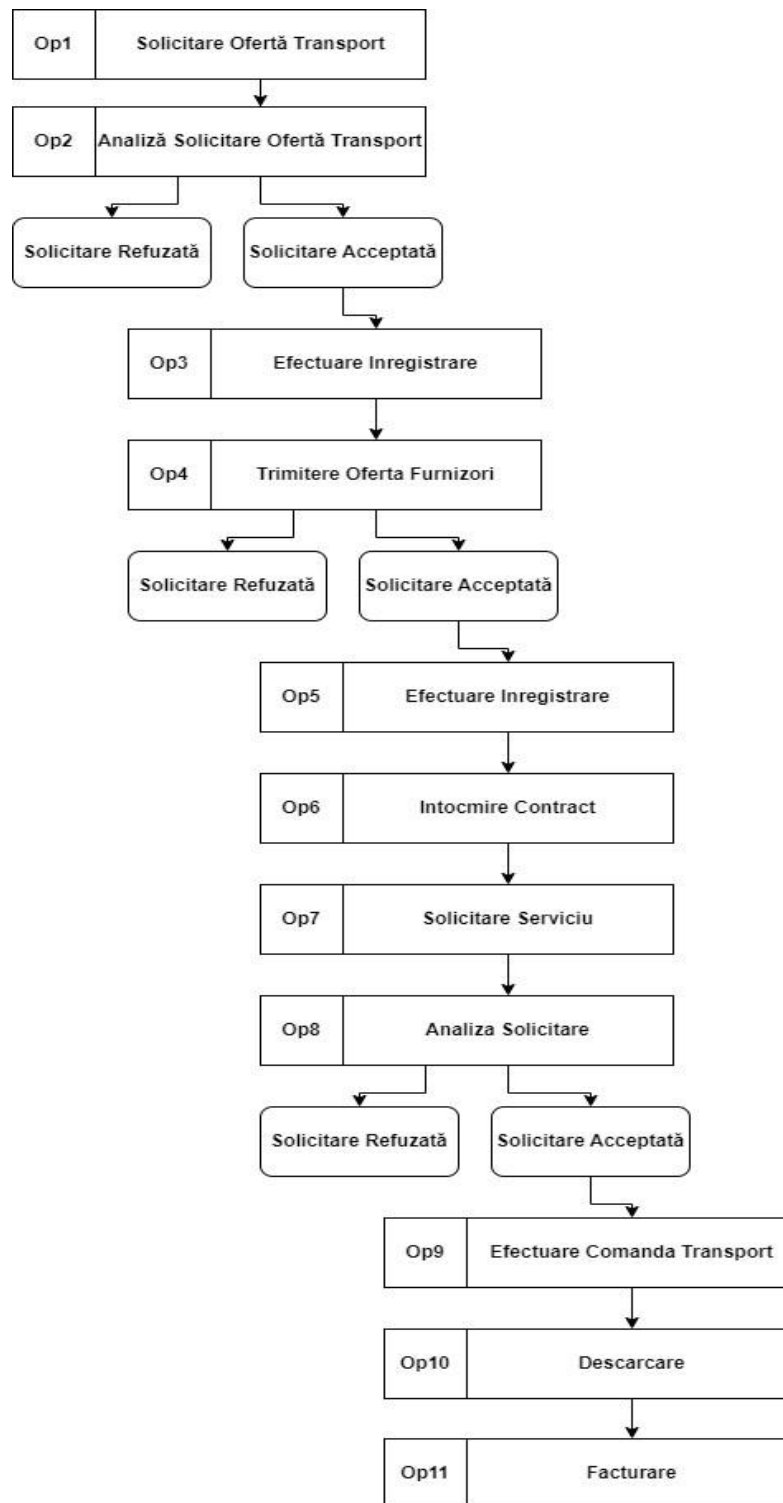 Op1
Solicitare Ofertă Transport
Op2
Analiză Solicitare Ofertă Transport
Solicitare Refuzată
Solicitare Acceptată
Op3
Efectuare Inregistrare
Op4
Trimitere Oferta Furnizori
Solicitare Refuzată
Solicitare Acceptată
Op5
Efectuare Inregistrare
Op6
Intocmire Contract
Op7
Solicitare Serviciu
Op8
Analiza Solicitare
Solicitare Refuzată
Solicitare Acceptată
Op9
Efectuare Comanda Transport
Op10
Descarcare
Op11
Facturare